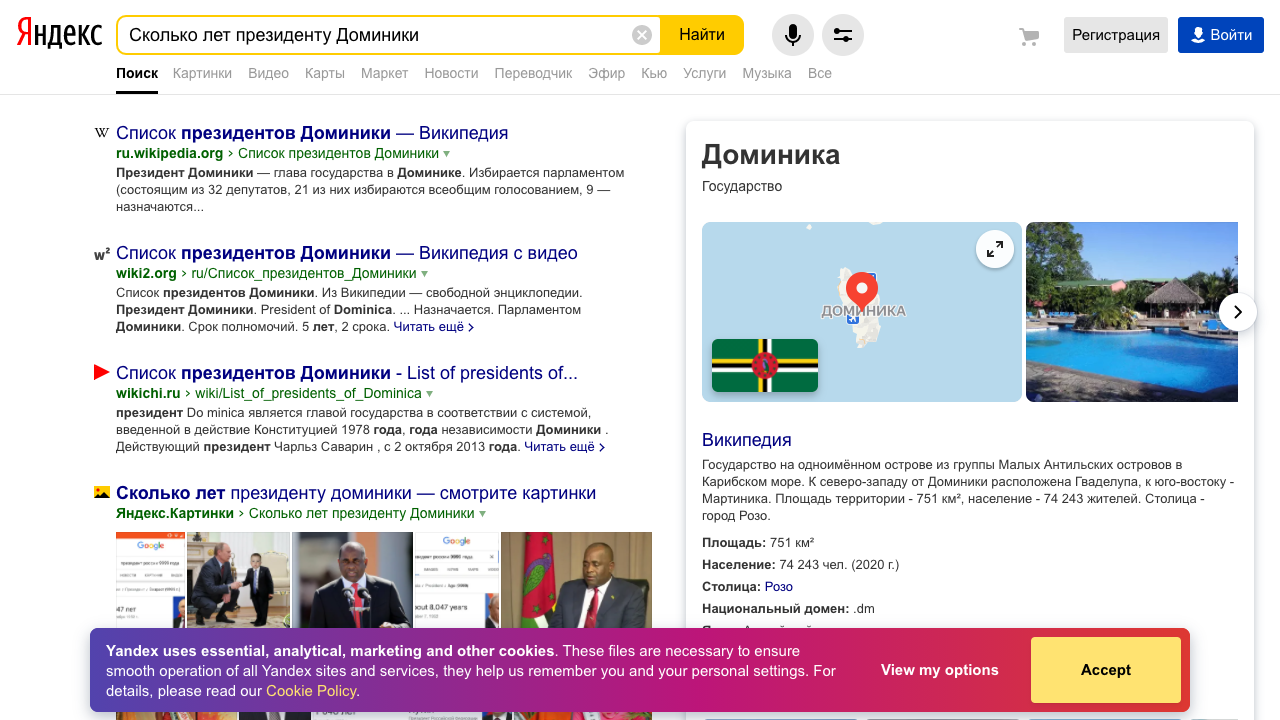 Яндекс
Сколько лет президенту Доминики
Найти
Регистрация
Войти
Поиск Картинки Видео Карты Маркет Новости Переводчик Эфир Кью Услуги Музыка Все
Список президентов Доминики — Википедия
ru.wikipedia.org › Список президентов Доминики
Президент Доминики — глава государства в Доминике. Избирается парламентом
(состоящим из 32 депутатов, 21 из них избираются всеобщим голосованием, 9 —
назначаются...
Список президентов Доминики — Википедия с видео
wiki2.org › ru/Список_президентов_Доминики
Список президентов Доминики. Из Википедии — свободной энциклопедии.
Президент Доминики. President of Dominica. ... Назначается. Парламентом
Доминики. Срок полномочий. 5 лет, 2 срока. Читать ещё
Список президентов Доминики - List of presidents of...
wikichi.ru › wiki/List_of_presidents_of_Dominica
президент Do minica является главой государства в соответствии с системой,
введенной в действие Конституцией 1978 года, года независимости Доминики .
Действующий президент Чарльз Саварин , с 2 октября 2013 года. Читать ещё
Сколько лет президенту доминики — смотрите картинки
Яндекс.Картинки › Сколько лет президенту Доминики
Google
Google
47 лет
bout 8,047 years
Доминика
Государство
ДОМИНИКА
Википедия
Государство на одноимённом острове из группы Малых Антильских островов в
Карибском море. К северо-западу от Доминики расположена Гваделупа, к юго-востоку -
Мартиника. Площадь территории - 751 км², население - 74 243 жителей. Столица -
город Розо.
Площадь: 751 км²
Население: 74 243 чел. (2020 г.)
Столица: Розо
Национальный домен: .dm
Yandex uses essential, analytical, marketing and other cookies. These files are necessary to ensure
smooth operation of all Yandex sites and services, they help us remember you and your personal settings. For
details, please read our Cookie Policy.
View my options
Accept